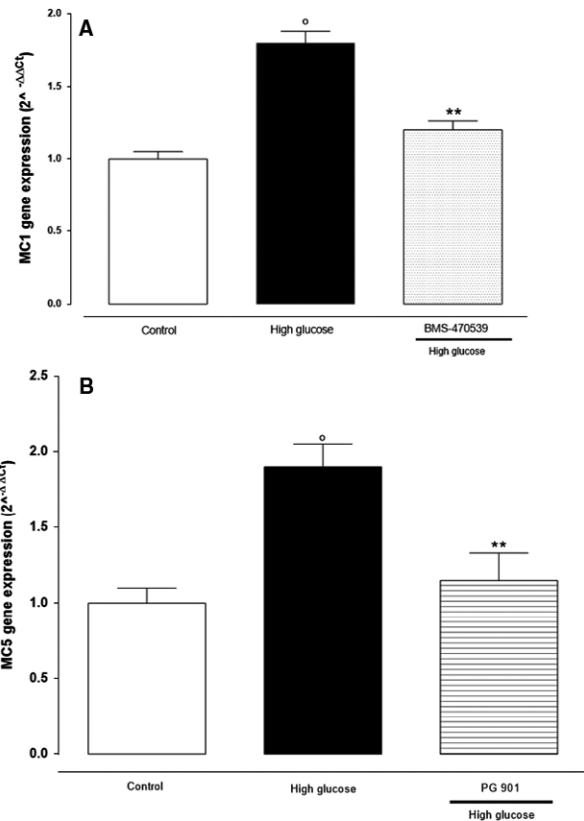 A
MC1 gene expression (2^ -ΔΔCt)
2.0
1.5
1.0
0.5
0.0
°
**
Control
High glucose
BMS-470539
High glucose
B
MC5 gene expression (2^-ΔΔCt)
2.5
2.0
1.5
1.0
0.5
0.0
°
**
Control
High glucose
PG 901
High glucose